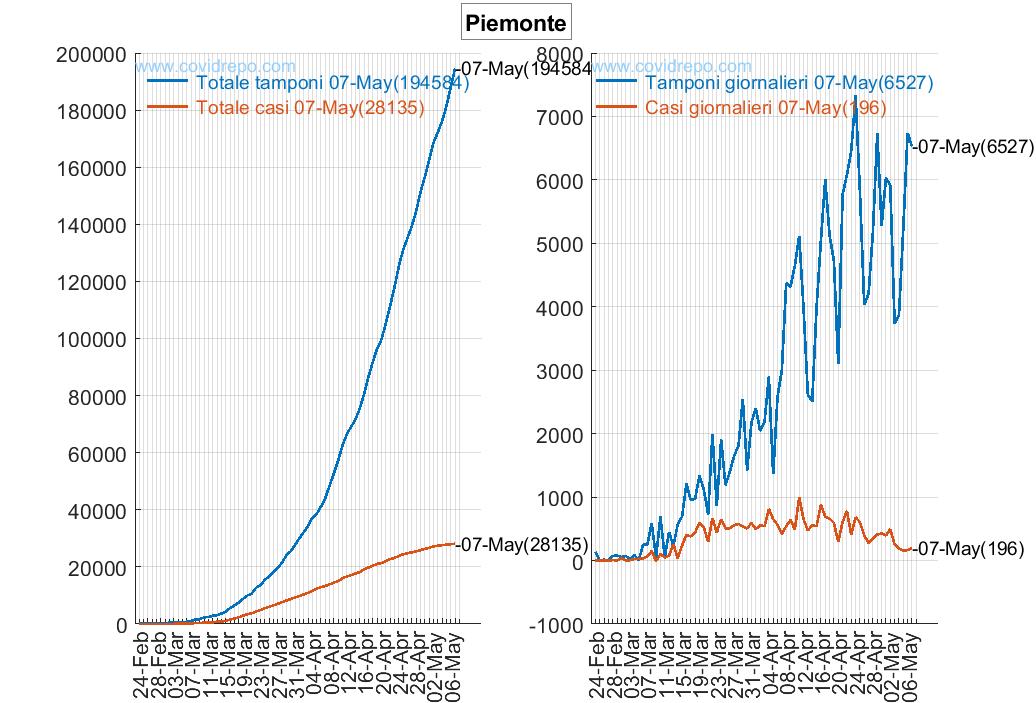 Piemonte
200000
180000
160000
140000
120000
100000
80000
60000
40000
20000
0
www.covidrepo.com
Totale tamponi 07-May(194584)
Totale casi 07-May(28135)
-07-May(194584
-07-May(28135)
24-Feb
28-Feb
03-Mar
07-Mar
11-Mar
15-Mar
19-Mar
23-Mar
27-Mar
31-Mar
04-Apr
08-Apr
12-Apr
16-Apr
20-Apr
24-Apr
28-Apr
02-May
06-May
8000
7000
6000
5000
4000
3000
2000
1000
0
-1000
www.covidrepo.com
Tamponi giornalieri 07-May(6527)
Casi giornalieri 07-May(196)
-07-May(6527)
-07-May(196)
24-Feb
28-Feb
03-Mar
07-Mar
11-Mar
15-Mar
19-Mar
23-Mar
27-Mar
31-Mar
04-Apr
08-Apr
12-Apr
16-Apr
20-Apr
24-Apr
28-Apr
02-May
06-May